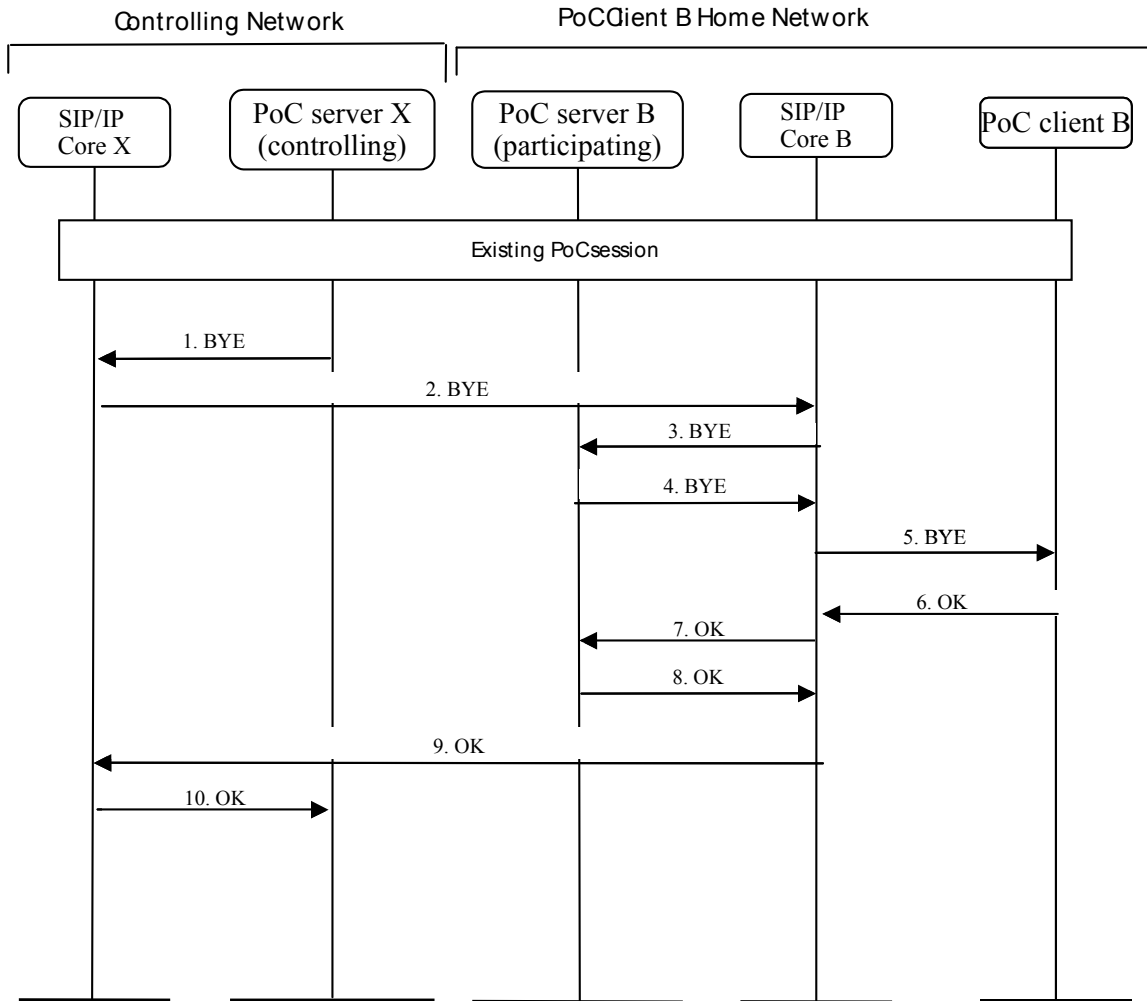 Controlling Network
PoCClient B Home Network
SIP/IP
Core X
PoC server X
(controlling)
PoC server B
(participating)
SIP/IP
Core B
PoC client B
Existing PoCsession
1. BYE
2. BYE
3. BYE
4. BYE
5. BYE
6. OK
7. OK
8. OK
9. OK
10. OK